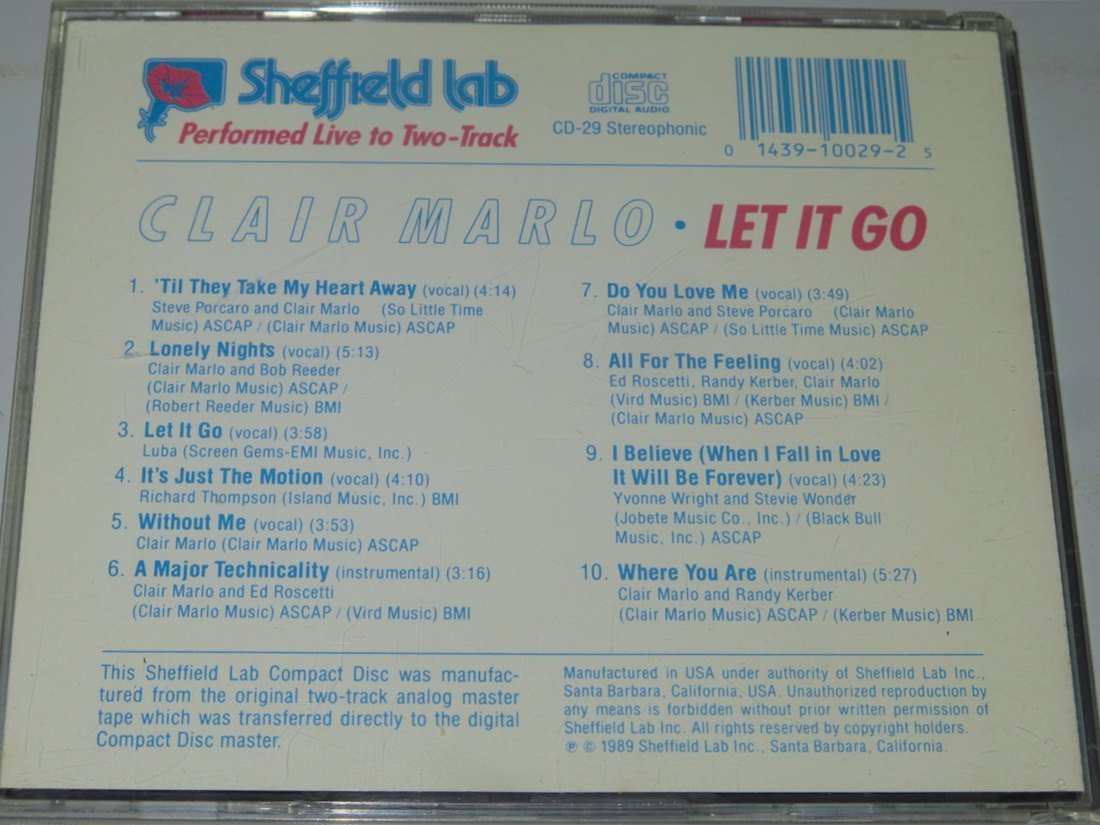 Sheffield Lab
Performed Live to Two-Track
COMPACT
disc
DIGITAL AUDIO
CD-29 Stereophonic
0 1439-10029-2 5
CLAIR MARLO • LET IT GO
1. 'Til They Take My Heart Away (vocal) (4:14)
Steve Porcaro and Clair Marlo (So Little Time
Music) ASCAP / (Clair Marlo Music) ASCAP
2. Lonely Nights (vocal) (5:13)
Clair Marlo and Bob Reeder
(Clair Marlo Music) ASCAP /
(Robert Reeder Music) BMI
3. Let It Go (vocal) (3:58)
Luba (Screen Gems-EMI Music, Inc.)
4. It's Just The Motion (vocal) (4:10)
Richard Thompson (Island Music, Inc.) BMI
5. Without Me (vocal) (3:53)
Clair Marlo (Clair Marlo Music) ASCAP
6. A Major Technicality (instrumental) (3:16)
Clair Marlo and Ed Roscetti
(Clair Marlo Music) ASCAP / (Vird Music) BMI
7. Do You Love Me (vocal) (3:49)
Clair Marlo and Steve Porcaro (Clair Marlo
Music) ASCAP / (So Little Time Music) ASCAP
8. All For The Feeling (vocal) (4:02)
Ed Roscetti, Randy Kerber, Clair Marlo
(Vird Music) BMI / (Kerber Music) BMI /
(Clair Marlo Music) ASCAP
9. I Believe (When I Fall in Love
It Will Be Forever) (vocal) (4:23)
Yvonne Wright and Stevie Wonder
(Jobete Music Co., Inc.) / (Black Bull
Music, Inc.) ASCAP
10. Where You Are (instrumental) (5:27)
Clair Marlo and Randy Kerber
(Clair Marlo Music) ASCAP / (Kerber Music) BMI
This Sheffield Lab Compact Disc was manufac-
tured from the original two-track analog master
tape which was transferred directly to the digital
Compact Disc master.
Manufactured in USA under authority of Sheffield Lab Inc.,
Santa Barbara, California, USA. Unauthorized reproduction by
any means is forbidden without prior written permission of
Sheffield Lab Inc. All rights reserved by copyright holders.
℗ © 1989 Sheffield Lab Inc., Santa Barbara, California.